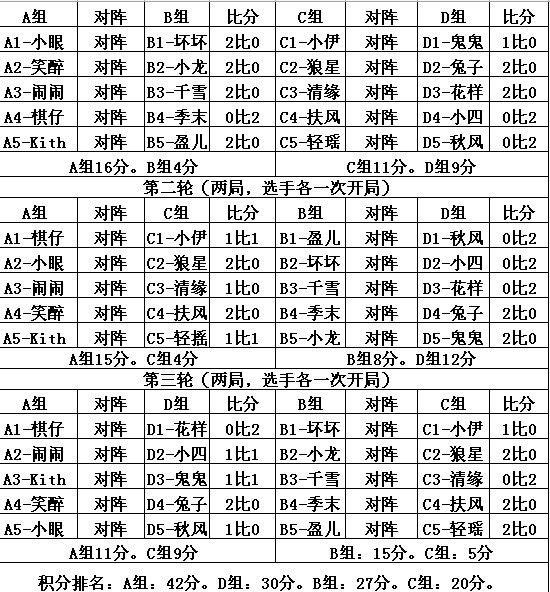 A组 对阵 B组 比分 C组 对阵 D组 比分
A1-小眼 对阵 B1-坏坏 2比0 C1-小伊 对阵 D1-鬼鬼 1比0
A2-笑醉 对阵 B2-小龙 2比0 C2-狼星 对阵 D2-兔子 2比0
A3-闹闹 对阵 B3-千雪 2比0 C3-清缘 对阵 D3-花样 2比0
A4-棋仔 对阵 B4-季末 0比2 C4-扶风 对阵 D4-小四 0比2
A5-Kith 对阵 B5-盈儿 2比0 C5-轻瑶 对阵 D5-秋风 0比2
A组16分。B组4分 C组11分。D组9分
第二轮（两局，选手各一次开局）
A组 对阵 C组 比分 B组 对阵 D组 比分
A1-棋仔 对阵 C1-小伊 1比1 B1-盈儿 对阵 D1-秋风 0比2
A2-小眼 对阵 C2-狼星 2比0 B2-坏坏 对阵 D2-小四 0比2
A3-闹闹 对阵 C3-清缘 1比0 B3-千雪 对阵 D3-花样 0比2
A4-笑醉 对阵 C4-扶风 2比0 B4-季末 对阵 D4-兔子 2比0
A5-Kith 对阵 C5-轻摇 1比1 B5-小龙 对阵 D5-鬼鬼 2比0
A组15分。C组4分 B组8分。D组12分
第三轮（两局，选手各一次开局）
A组 对阵 D组 比分 B组 对阵 C组 比分
A1-棋仔 对阵 D1-花样 0比2 B1-坏坏 对阵 C1-小伊 1比0
A2-闹闹 对阵 D2-小四 1比1 B2-小龙 对阵 C2-狼星 2比0
A3-Kith 对阵 D3-鬼鬼 1比1 B3-千雪 对阵 C3-清缘 0比2
A4-笑醉 对阵 D4-兔子 2比0 B4-季末 对阵 C4-扶风 2比0
A5-小眼 对阵 D5-秋风 1比0 B5-盈儿 对阵 C5-轻瑶 2比0
A组11分。C组9分 B组：15分。C组：5分
积分排名：A组：42分。D组：30分。B组：27分。C组：20分。